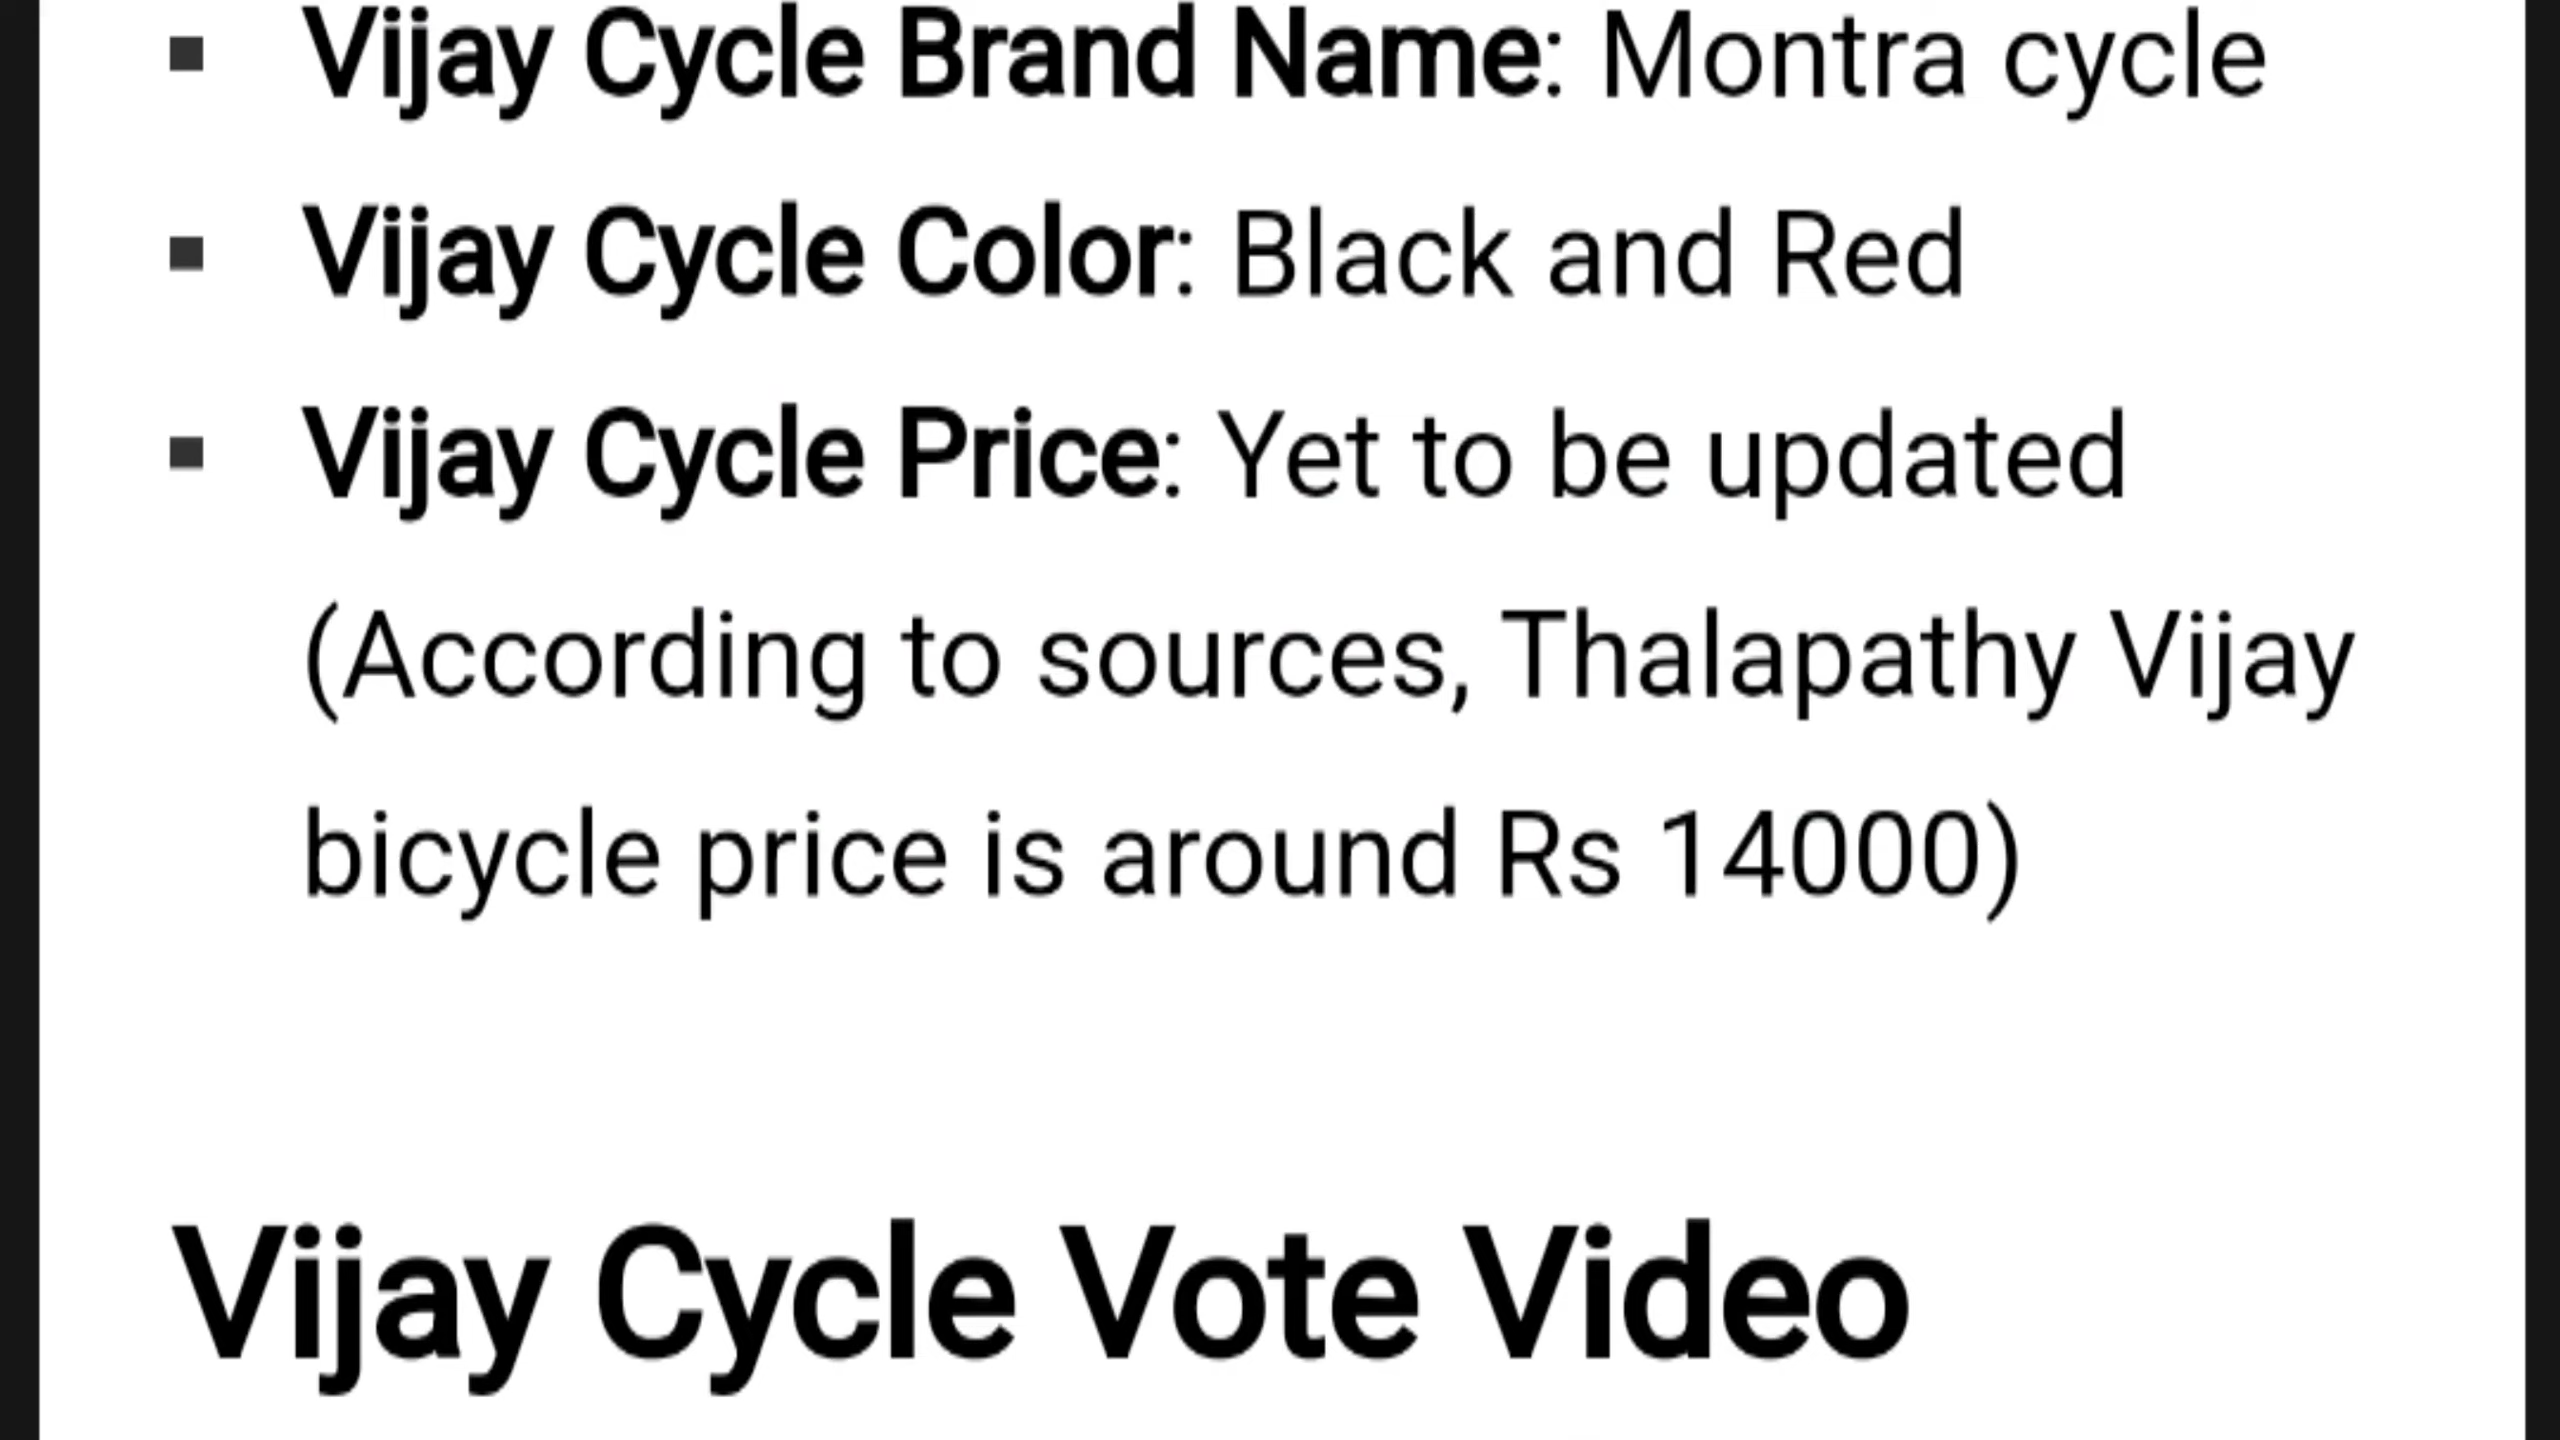 ▪ Vijay Cycle Brand Name: Montra cycle
▪ Vijay Cycle Color: Black and Red
▪ Vijay Cycle Price: Yet to be updated
(According to sources, Thalapathy Vijay
bicycle price is around Rs 14000)
Vijay Cycle Vote Video